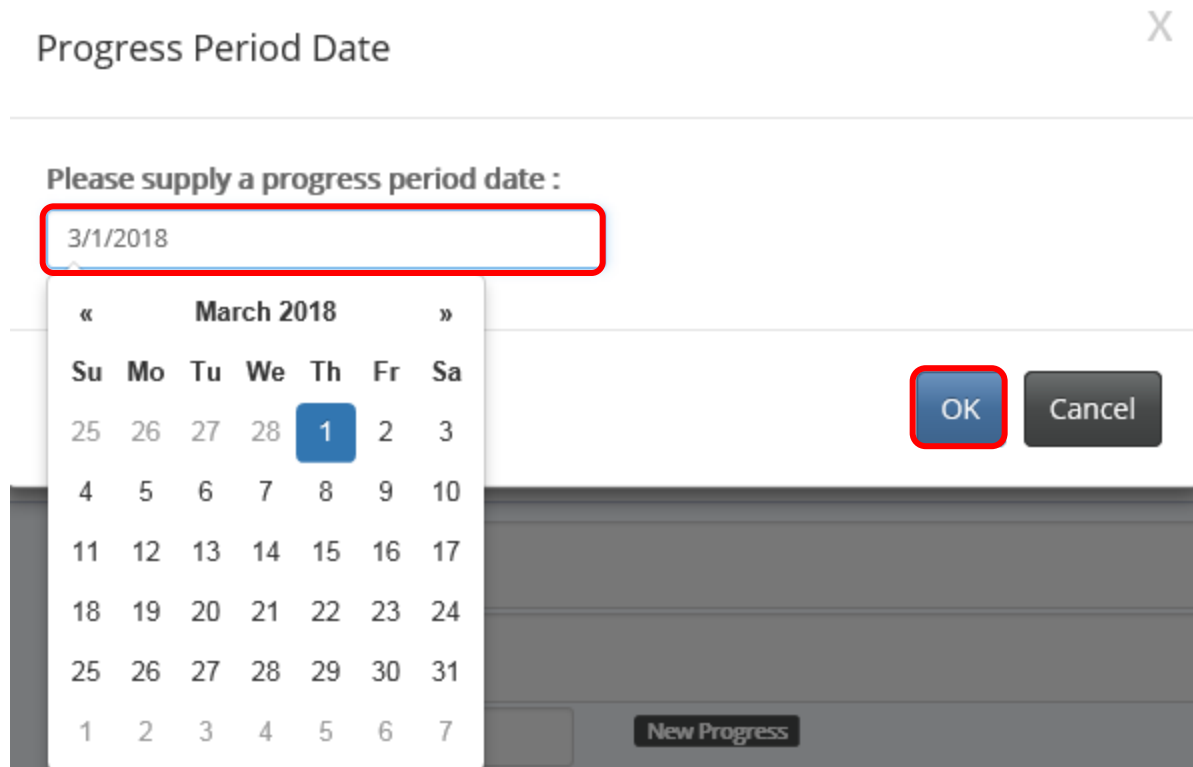 X
Progress Period Date
Please supply a progress period date :
3/1/2018
« March 2018 »
Su Mo Tu We Th Fr Sa
25 26 27 28 1 2 3
4 5 6 7 8 9 10
11 12 13 14 15 16 17
18 19 20 21 22 23 24
25 26 27 28 29 30 31
1 2 3 4 5 6 7
OK Cancel
New Progress